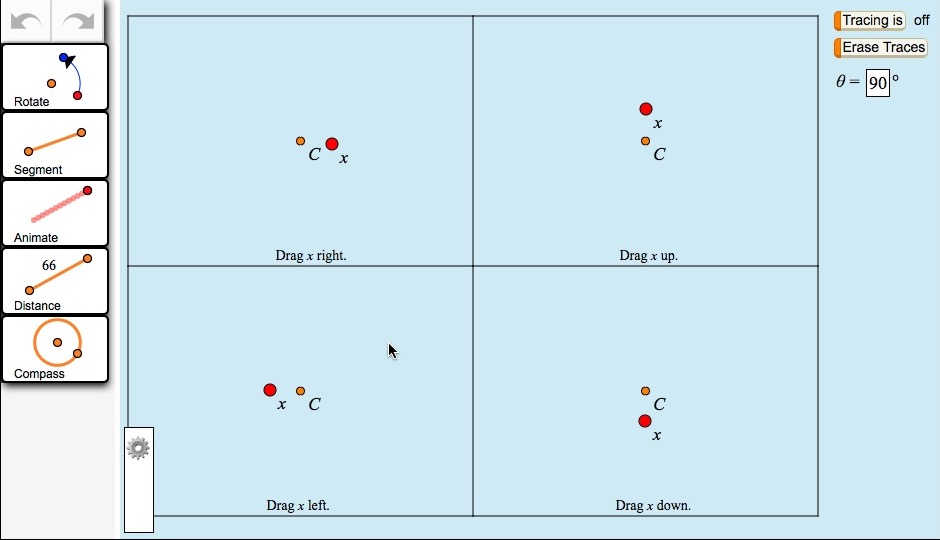 Rotate
Segment
Animate
66
Distance
Compass
C x
Drag x right.
x
C
Drag x up.
x C
Drag x left.
C
x
Drag x down.
Tracing is off
Erase Traces
θ = 90 °